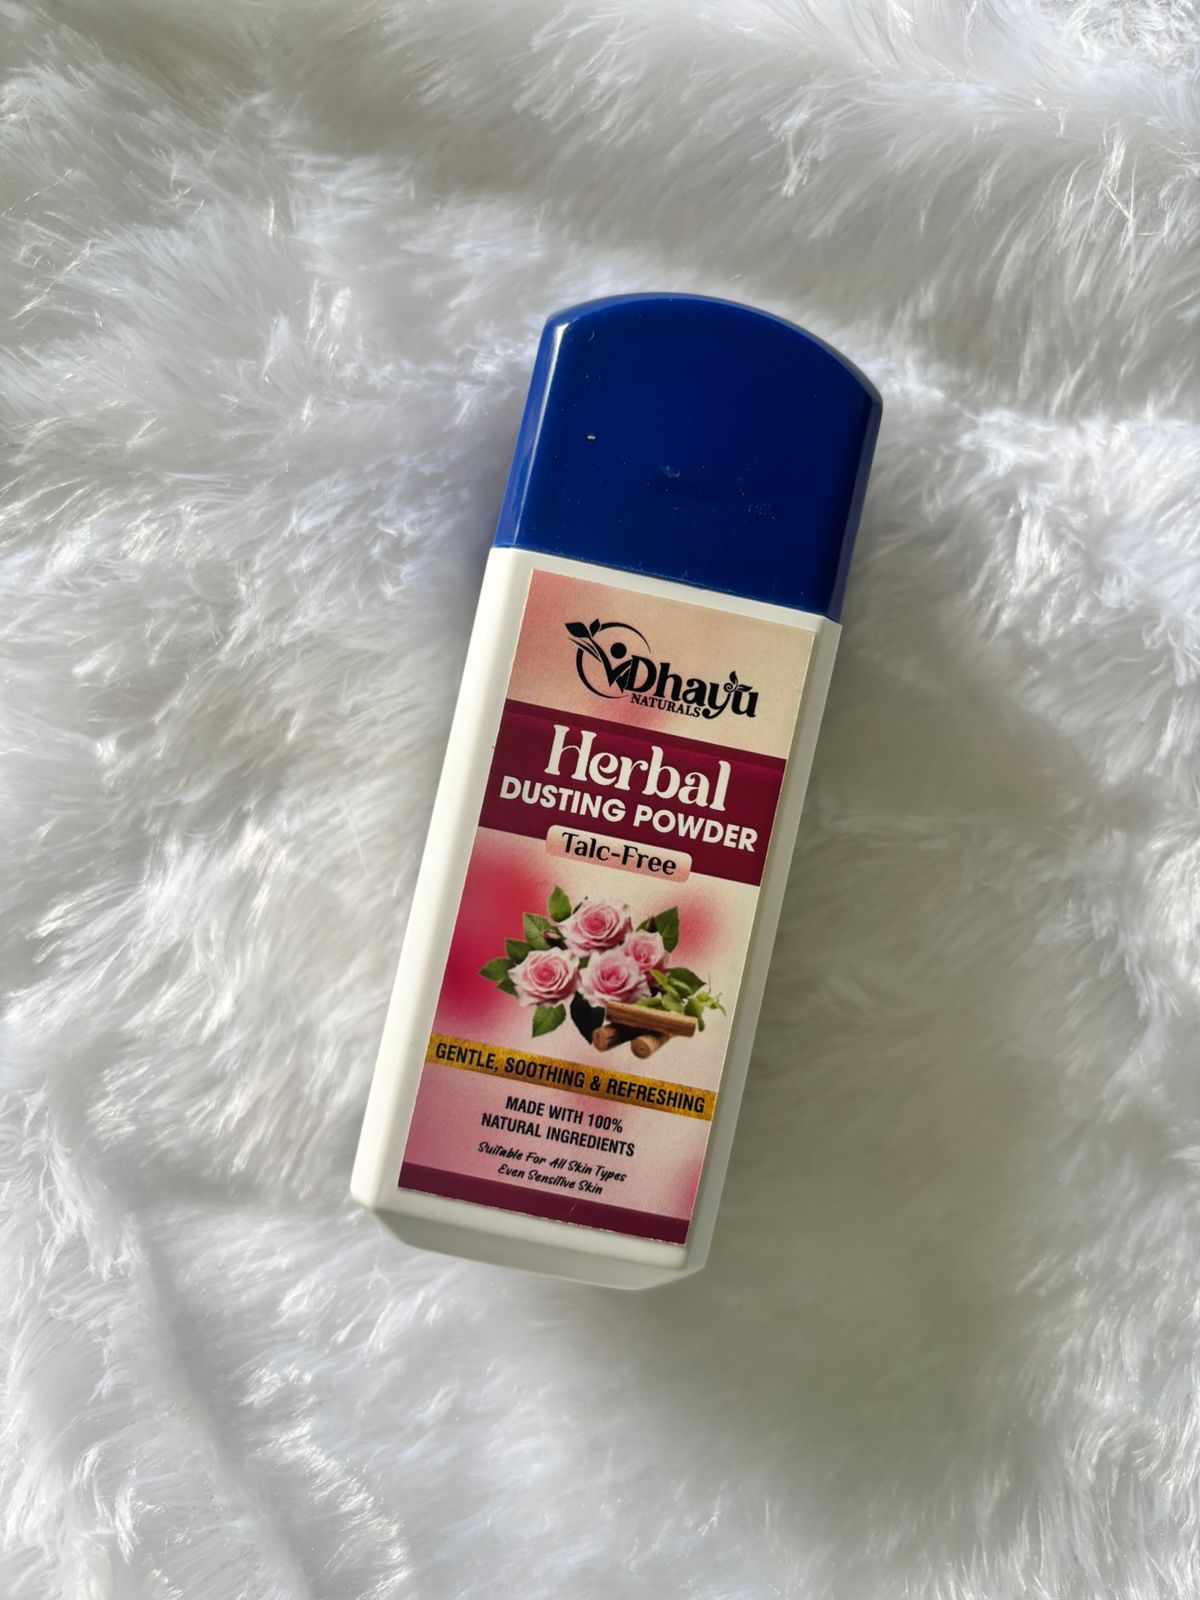 Dhayu
NATURALS
Herbal
DUSTING POWDER
Talc-Free
GENTLE, SOOTHING & REFRESHING
MADE WITH 100%
NATURAL INGREDIENTS
Suitable For All Skin Types
Even Sensitive Skin